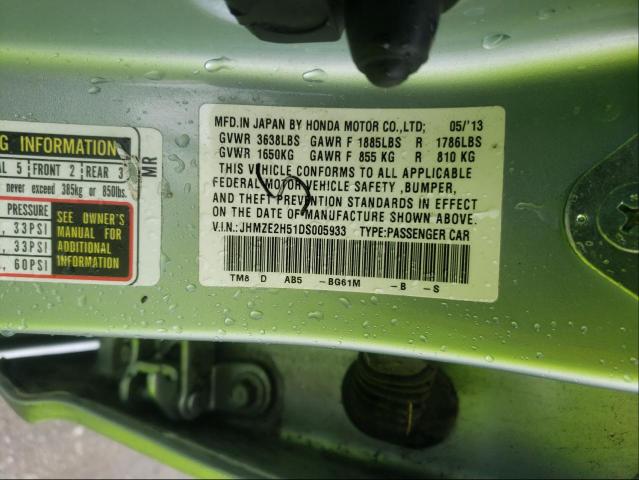 G INFORMATION
AL 5 FRONT 2 REAR 3
never exceed 385kg or 850lbs.
PRESSURE
33PSI
33PSI
60PSI
SEE OWNER'S
MANUAL FOR
ADDITIONAL
INFORMATION
MR
MFD.IN JAPAN BY HONDA MOTOR CO.,LTD; 05/'13
GVWR 3638LBS GAWR F 1885LBS R 1786LBS
GVWR 1650KG GAWR F 855 KG R 810 KG
THIS VEHICLE CONFORMS TO ALL APPLICABLE
FEDERAL MOTOR VEHICLE SAFETY ,BUMPER,
AND THEFT PREVENTION STANDARDS IN EFFECT
ON THE DATE OF MANUFACTURE SHOWN ABOVE.
V.I.N.: JHMZE2H51DS005933 TYPE:PASSENGER CAR
TM8 D AB5 -BG61M -B -S